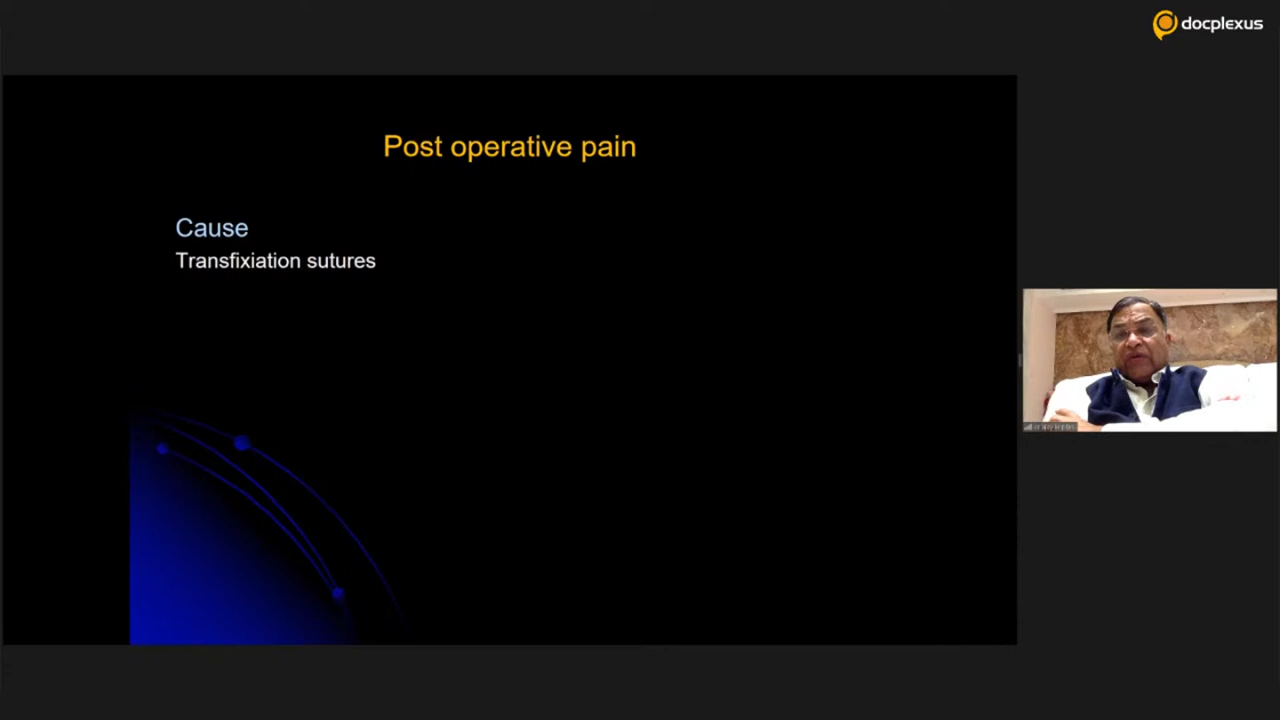 docplexus
Post operative pain
Cause
Transfixiation sutures